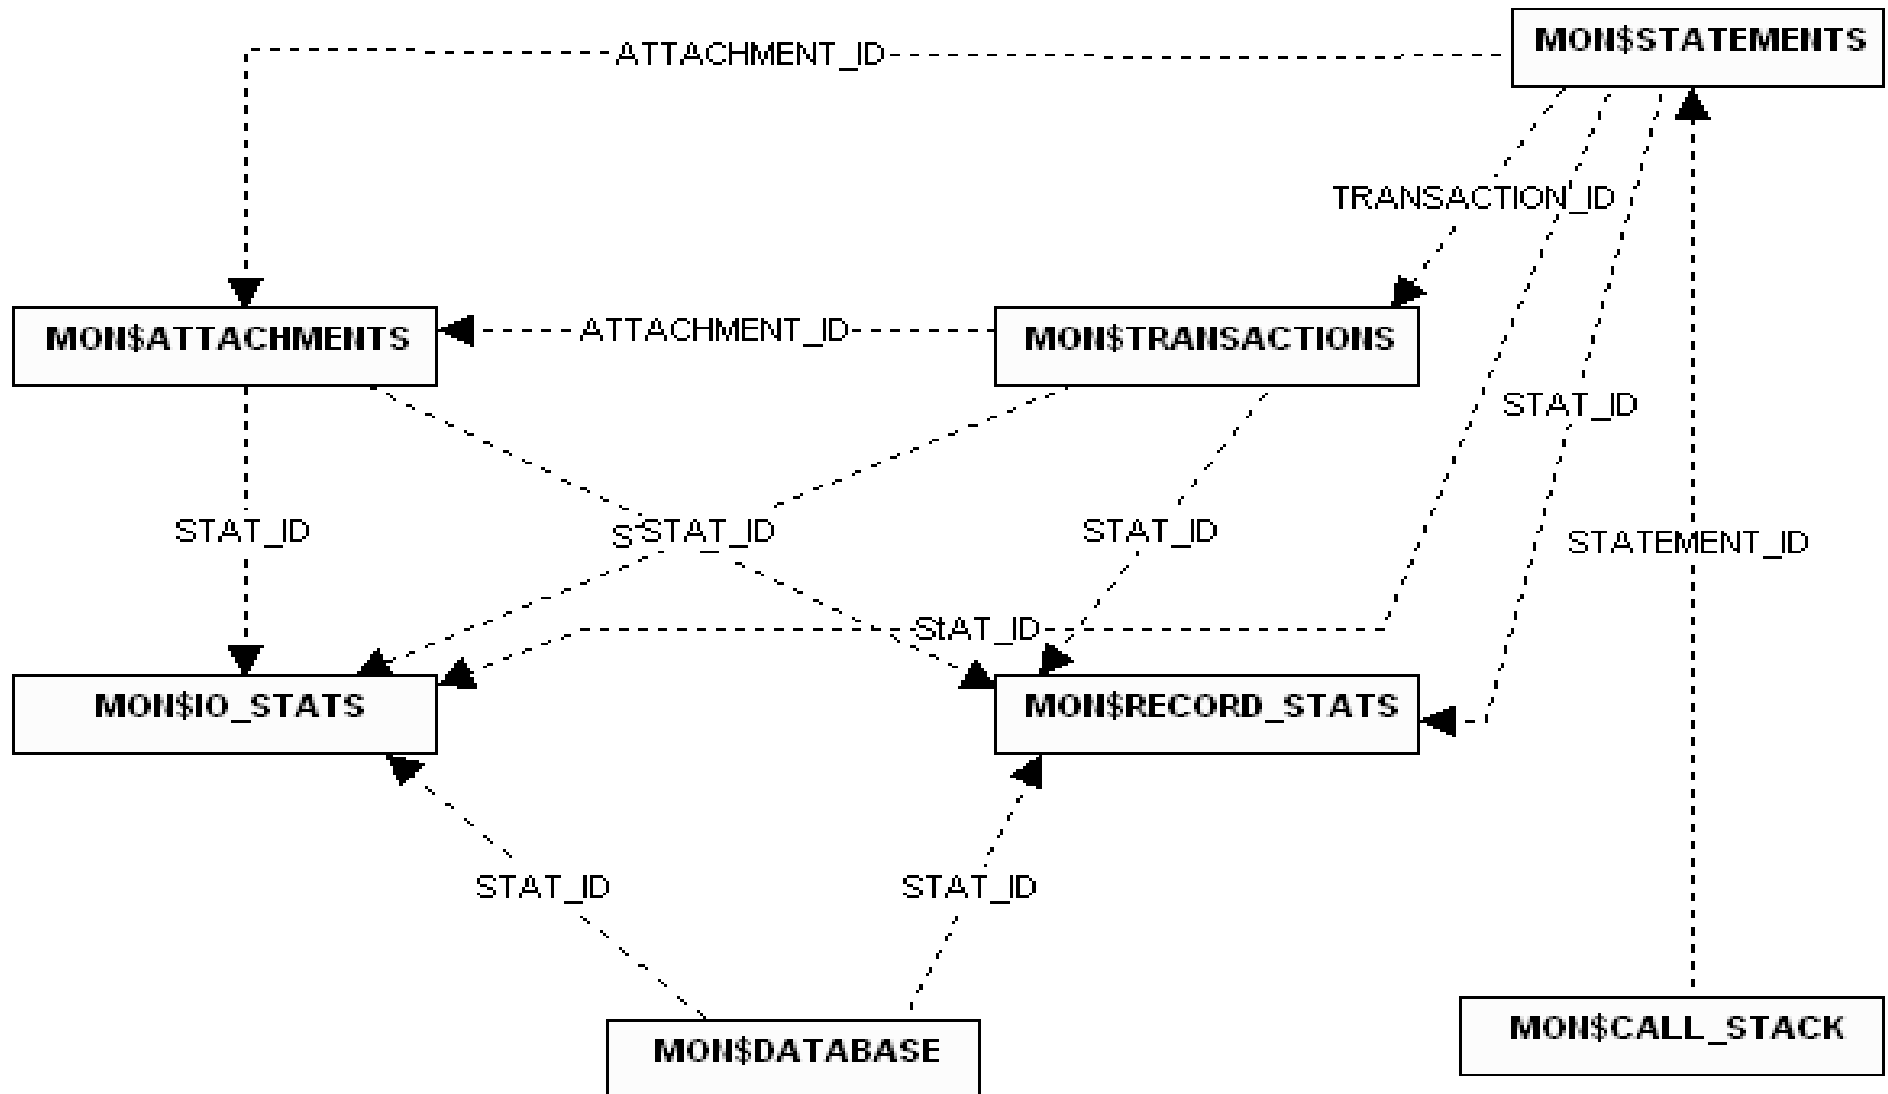 MON$STATEMENTS
ATTACHMENT_ID
TRANSACTION_ID
MON$ATTACHMENTS
ATTACHMENT_ID
MON$TRANSACTIONS
STAT_ID
STATEMENT_ID
STAT_ID
STAT_ID
STAT_ID
StAT_ID
MON$IO_STATS
MON$RECORD_STATS
STAT_ID
STAT_ID
MON$CALL_STACK
MON$DATABASE